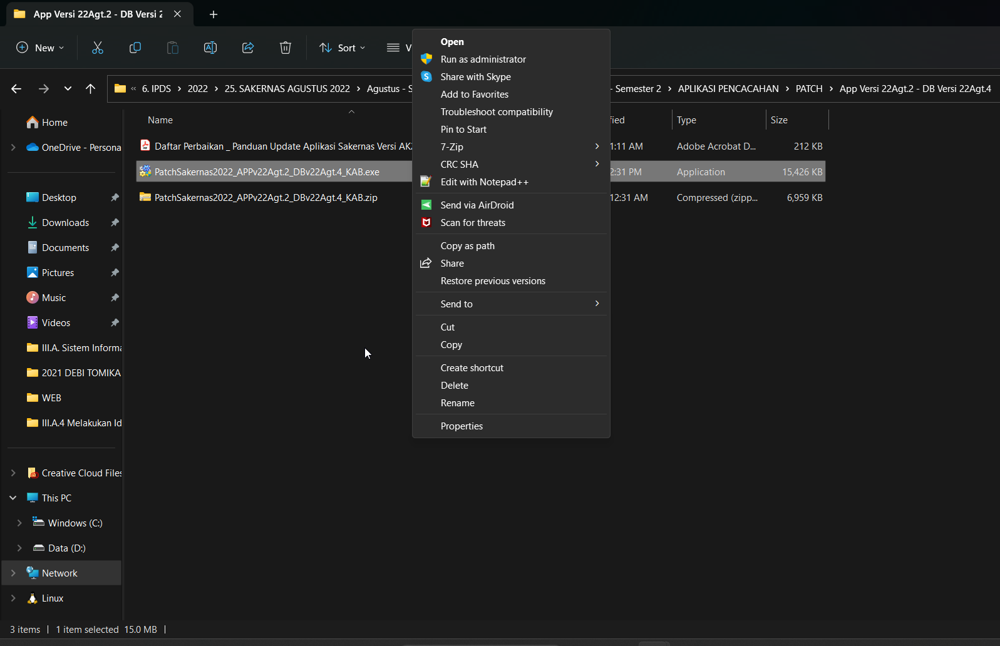 App Versi 22Agt.2 - DB Versi 2
New
Sort
V
6. IPDS > 2022 > 25. SAKERNAS AGUSTUS 2022 > Agustus - S
- Semester 2 > APLIKASI PENCACAHAN > PATCH > App Versi 22Agt.2 - DB Versi 22Agt.4
Name
fied
Type
Size
Daftar Perbaikan _ Panduan Update Aplikasi Sakernas Versi AK
1:11 AM
Adobe Acrobat D...
212 KB
PatchSakernas2022_APPv22Agt.2_DBv22Agt.4_KAB.exe
2:31 PM
Application
15,426 KB
PatchSakernas2022_APPv22Agt.2_DBv22Agt.4_KAB.zip
12:31 AM
Compressed (zipp...
6,959 KB
Home
OneDrive - Persona
Desktop
Downloads
Documents
Pictures
Music
Videos
III.A. Sistem Informa
2021 DEBI TOMIKA
WEB
III.A.4 Melakukan Id
Creative Cloud Files
This PC
Windows (C:)
Data (D:)
Network
Linux
Open
Run as administrator
Share with Skype
Add to Favorites
Troubleshoot compatibility
Pin to Start
7-Zip
CRC SHA
Edit with Notepad++
Send via AirDroid
Scan for threats
Copy as path
Share
Restore previous versions
Send to
Cut
Copy
Create shortcut
Delete
Rename
Properties
3 items
1 item selected 15.0 MB